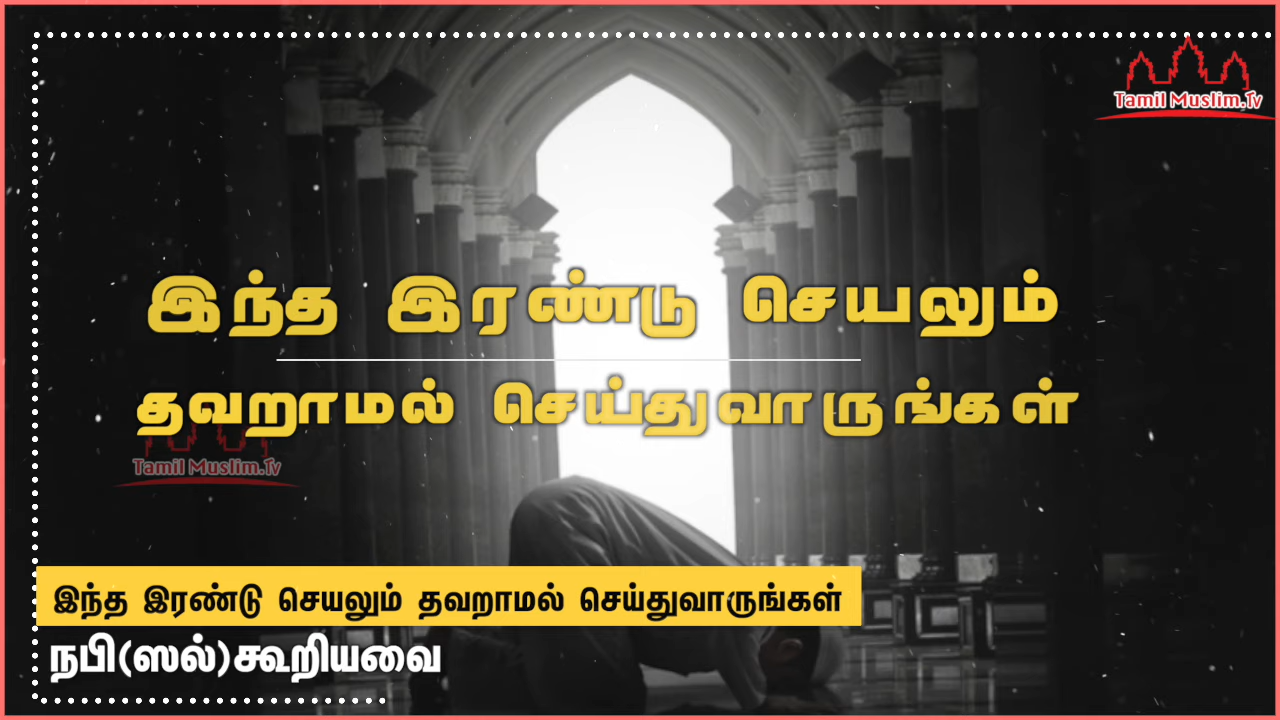 Tamil Muslim.Tv
இந்த இரண்டு செயலும்
தவறாமல் செய்துவாருங்கள்
Tamil Muslim.Tv
இந்த இரண்டு செயலும் தவறாமல் செய்துவாருங்கள்
நபி(ஸல்)கூறியவை